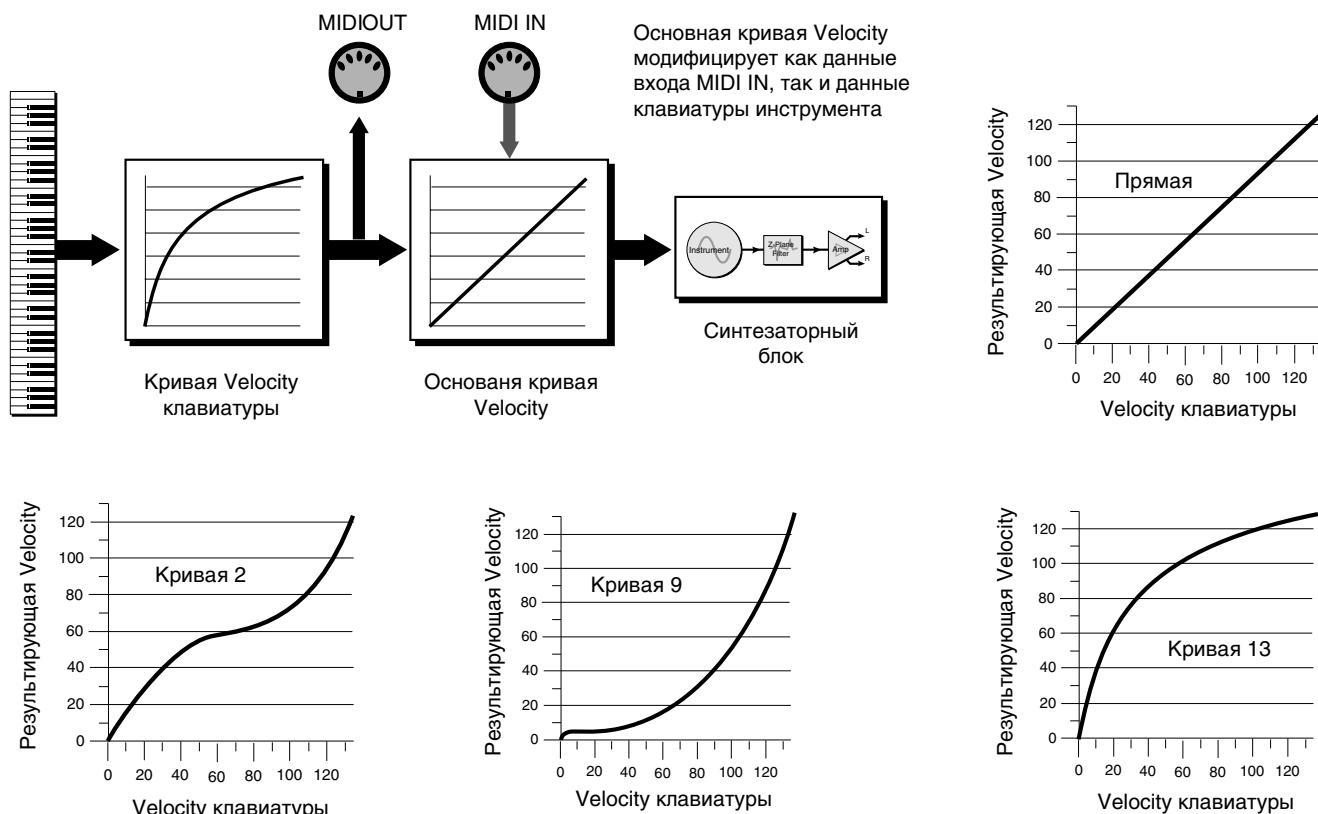 MIDIOUT
MIDI IN
Основная кривая Velocity
модифицирует как данные
входа MIDI IN, так и данные
клавиатуры инструмента
Instrument
Z-Plane
Filter
Amp
L
R
Кривая Velocity
клавиатуры
Основаня кривая
Velocity
Синтезаторный
блок
Результирующая Velocity
120
100
80
60
40
20
0
Прямая
0 20 40 60 80 100 120
Velocity клавиатуры
Результирующая Velocity
120
100
80
60
40
20
0
Кривая 2
0 20 40 60 80 100 120
Velocity клавиатуры
Результирующая Velocity
120
100
80
60
40
20
0
Кривая 9
0 20 40 60 80 100 120
Velocity клавиатуры
Результирующая Velocity
120
100
80
60
40
20
0
Кривая 13
0 20 40 60 80 100 120
Velocity клавиатуры